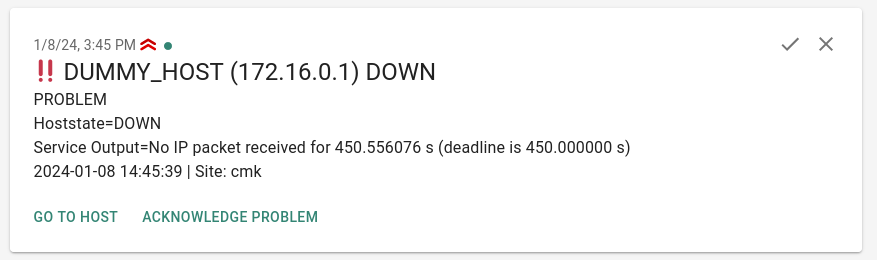 1/8/24, 3:45 PM
‼ DUMMY_HOST (172.16.0.1) DOWN
PROBLEM
Hoststate=DOWN
Service Output=No IP packet received for 450.556076 s (deadline is 450.000000 s)
2024-01-08 14:45:39 | Site: cmk
GO TO HOST ACKNOWLEDGE PROBLEM